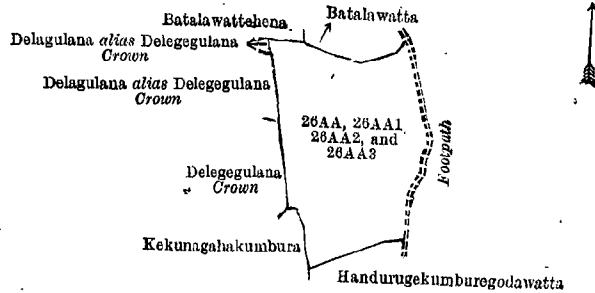 Batalawattehena
Batalawatta
Delagulana alias Delegegulana
Crown
Delagulana alias Delegegulana
Crown
26AA, 26AA1
26AA2, and
26AA3
Footpath
Delegegulana
Crown
Kekunagahakumbura
Handurugekumburegodawatta